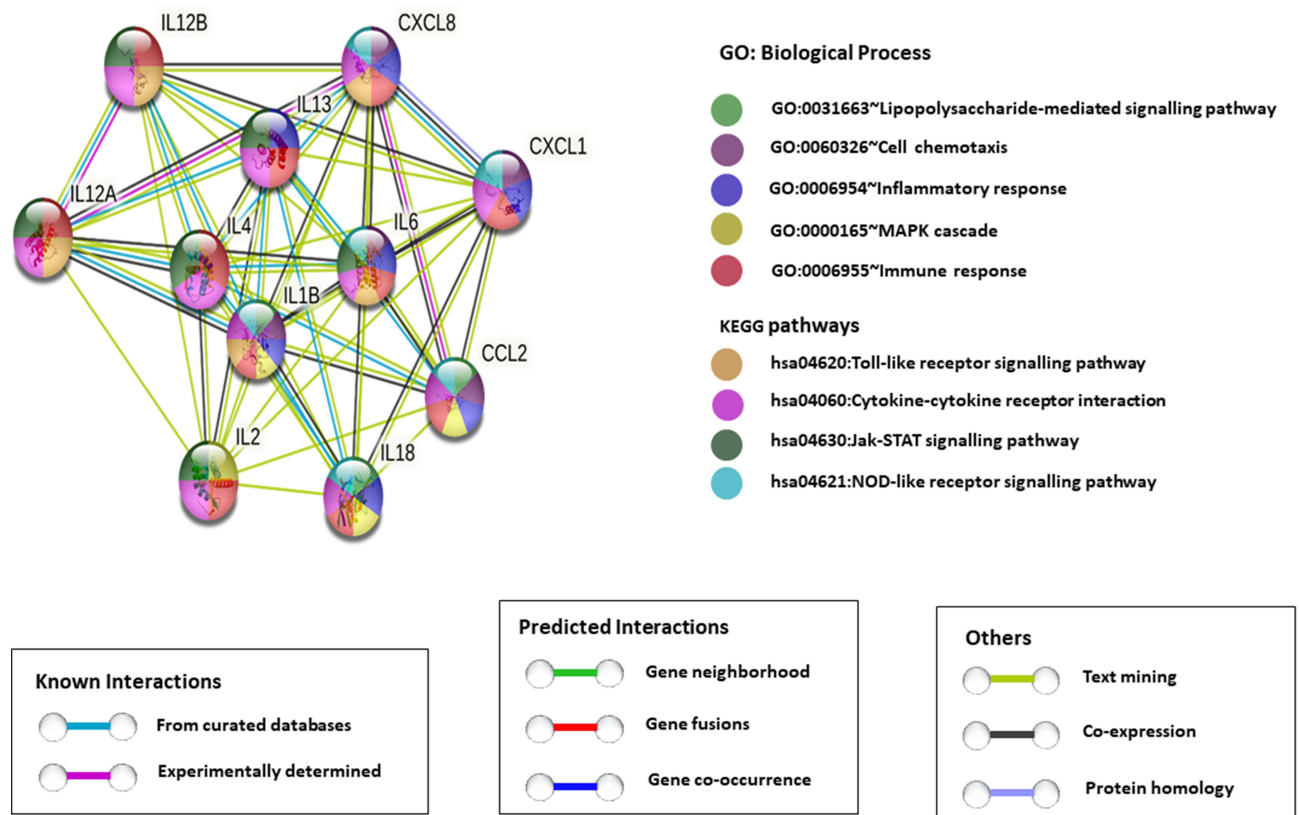 IL12B
CXCL8
IL13
CXCL1
IL12A
IL4
IL6
IL1B
CCL2
IL2
IL18
GO: Biological Process
GO:0031663~Lipopolysaccharide-mediated signalling pathway
GO:0060326~Cell chemotaxis
GO:0006954~Inflammatory response
GO:0000165~MAPK cascade
GO:0006955~Immune response
KEGG pathways
hsa04620:Toll-like receptor signalling pathway
hsa04060:Cytokine-cytokine receptor interaction
hsa04630:Jak-STAT signalling pathway
hsa04621:NOD-like receptor signalling pathway
Known Interactions
From curated databases
Experimentally determined
Predicted Interactions
Gene neighborhood
Gene fusions
Gene co-occurrence
Others
Text mining
Co-expression
Protein homology